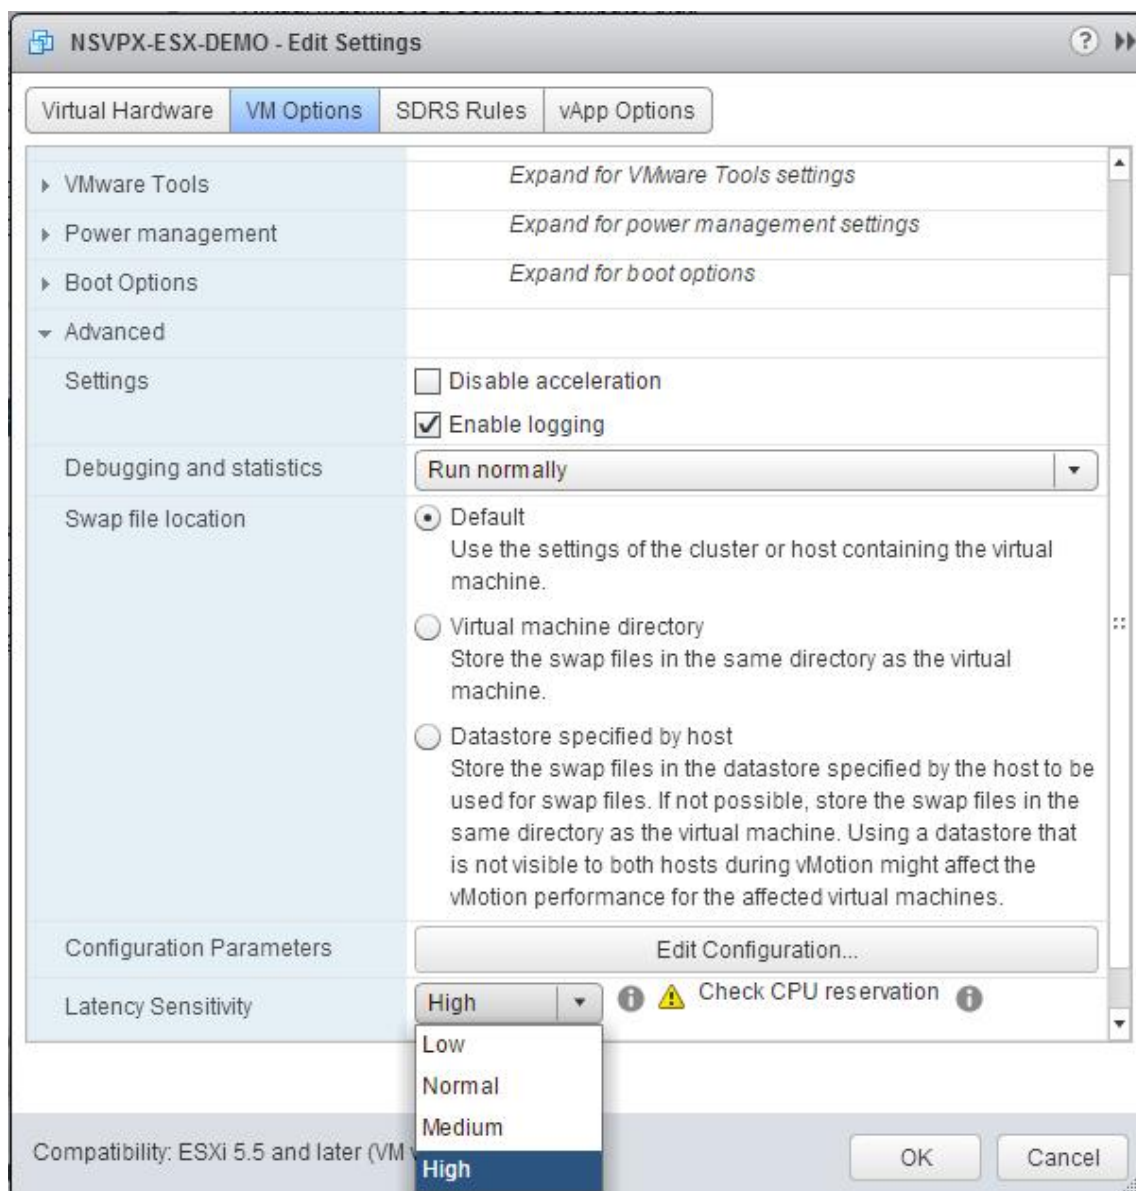 NSVPX-ESX-DEMO - Edit Settings
Virtual Hardware
VM Options
SDRS Rules
vApp Options
VMware Tools
Expand for VMware Tools settings
Power management
Expand for power management settings
Boot Options
Expand for boot options
Advanced
Settings
Disable acceleration
Enable logging
Debugging and statistics
Run normally
Swap file location
Default
Use the settings of the cluster or host containing the virtual
machine.
Virtual machine directory
Store the swap files in the same directory as the virtual
machine.
Datastore specified by host
Store the swap files in the datastore specified by the host to be
used for swap files. If not possible, store the swap files in the
same directory as the virtual machine. Using a datastore that
is not visible to both hosts during vMotion might affect the
vMotion performance for the affected virtual machines.
Configuration Parameters
Edit Configuration...
Latency Sensitivity
High
Check CPU reservation
Low
Normal
Medium
High
Compatibility: ESXi 5.5 and later (VM
OK
Cancel